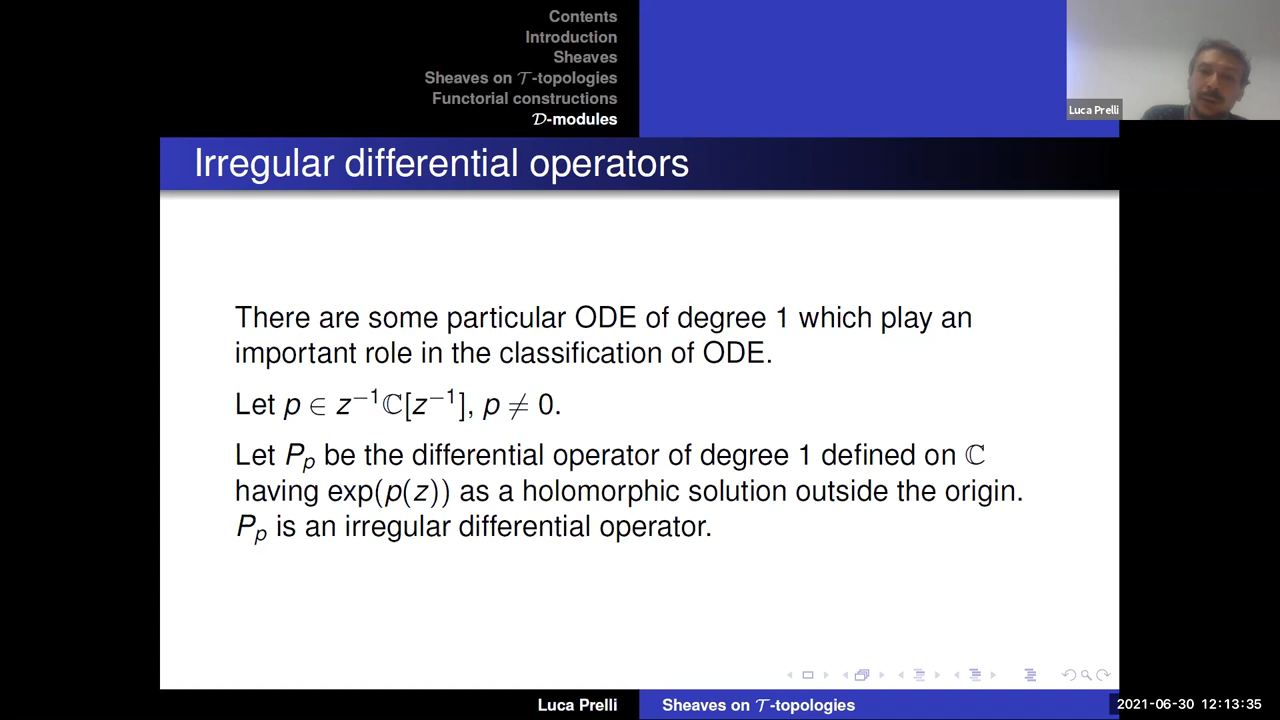 Contents
Introduction
Sheaves
Sheaves on 𝒯-topologies
Functorial constructions
𝒟-modules
Luca Prelli
Irregular differential operators
There are some particular ODE of degree 1 which play an
important role in the classification of ODE.
Let p ∈ z⁻¹ℂ[z⁻¹], p ≠ 0.
Let Pₚ be the differential operator of degree 1 defined on ℂ
having exp(p(z)) as a holomorphic solution outside the origin.
Pₚ is an irregular differential operator.
Luca Prelli
Sheaves on 𝒯-topologies
2021-06-30 12:13:35